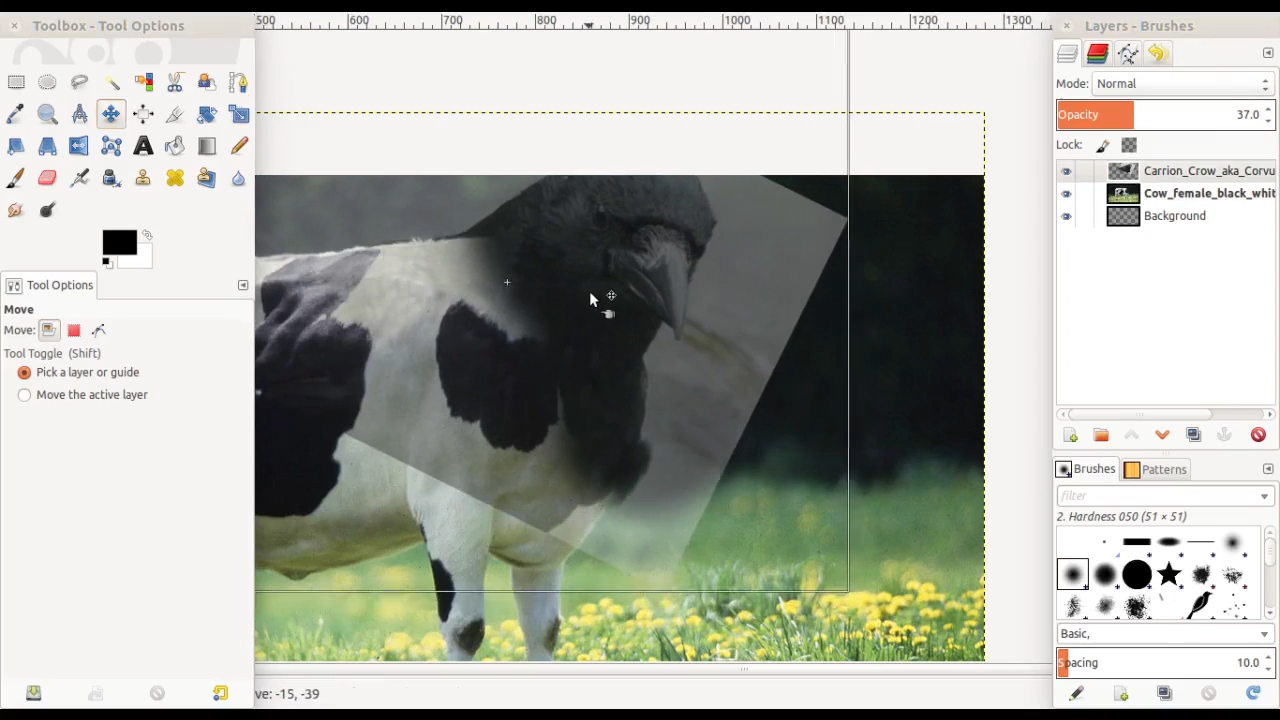 Toolbox - Tool Options
Tool Options
Move
Move:
Tool Toggle (Shift)
Pick a layer or guide
Move the active layer
500 600 700 800 900 1000 1100 1200 1300
ve: -15, -39
Layers - Brushes
Mode: Normal
Opacity 37.0
Lock:
Carrion_Crow_aka_Corvu
Cow_female_black_whit
Background
Brushes Patterns
filter
2. Hardness 050 (51 × 51)
Basic,
Spacing 10.0